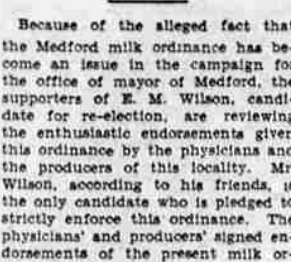 Because of the alleged fact that
the Medford milk ordinance has be-
come an issue in the campaign for
the office of mayor of Medford, the
supporters of E. M. Wilson, candi-
date for re-election, are reviewing
the enthusiastic endorsements given
this ordinance by the physicians and
the producers of this locality. Mr.
Wilson, according to his friends, is
the only candidate who is pledged to
strictly enforce this ordinance. The
physicians' and producers' signed en-
dorsements of the present milk or-